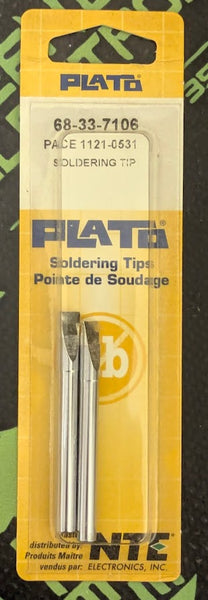 PLATO
68-33-7106
PACE 1121-0531
SOLDERING TIP
PLATO
Soldering Tips
Pointe de Soudage
b
distributed by:
Produits Maître
vendus par:
NTE
ELECTRONICS, INC.